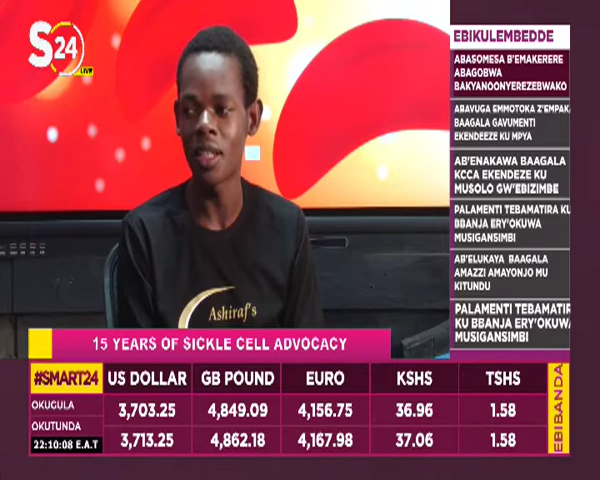 S24
LIVE
EBIKULEMBEDDE
ABASOMESA B'EMAKERERE
ABAGOBWA
BAKYANOONYEREZEBWAKO
ABAVUGA EMMOTOKA Z'EMPAKA
BAAGALA GAVUMENTI
EKENDEEZE KU MPYA
AB'ENAKAWA BAAGALA
KCCA EKENDEZE KU
MUSOLO GW'EBIZIMBE
PALAMENTI TEBAMATIRA KU
BBANJA ERY'OKUWA
MUSIGANSIMBI
AB'ELUKAYA BAAGALA
AMAZZI AMAYONJO MU
KITUNDU
PALAMENTI TEBAMATIR
KU BBANJA ERY'OKUWA
MUSIGANSIMBI
Ashiraf's
15 YEARS OF SICKLE CELL ADVOCACY
#SMART24 US DOLLAR GB POUND EURO KSHS TSHS
OKUGULA 3,703.25 4,849.09 4,156.75 36.96 1.58
OKUTUNDA 3,713.25 4,862.18 4,167.98 37.06 1.58
22:10:08 E.A.T
EBIBANDA